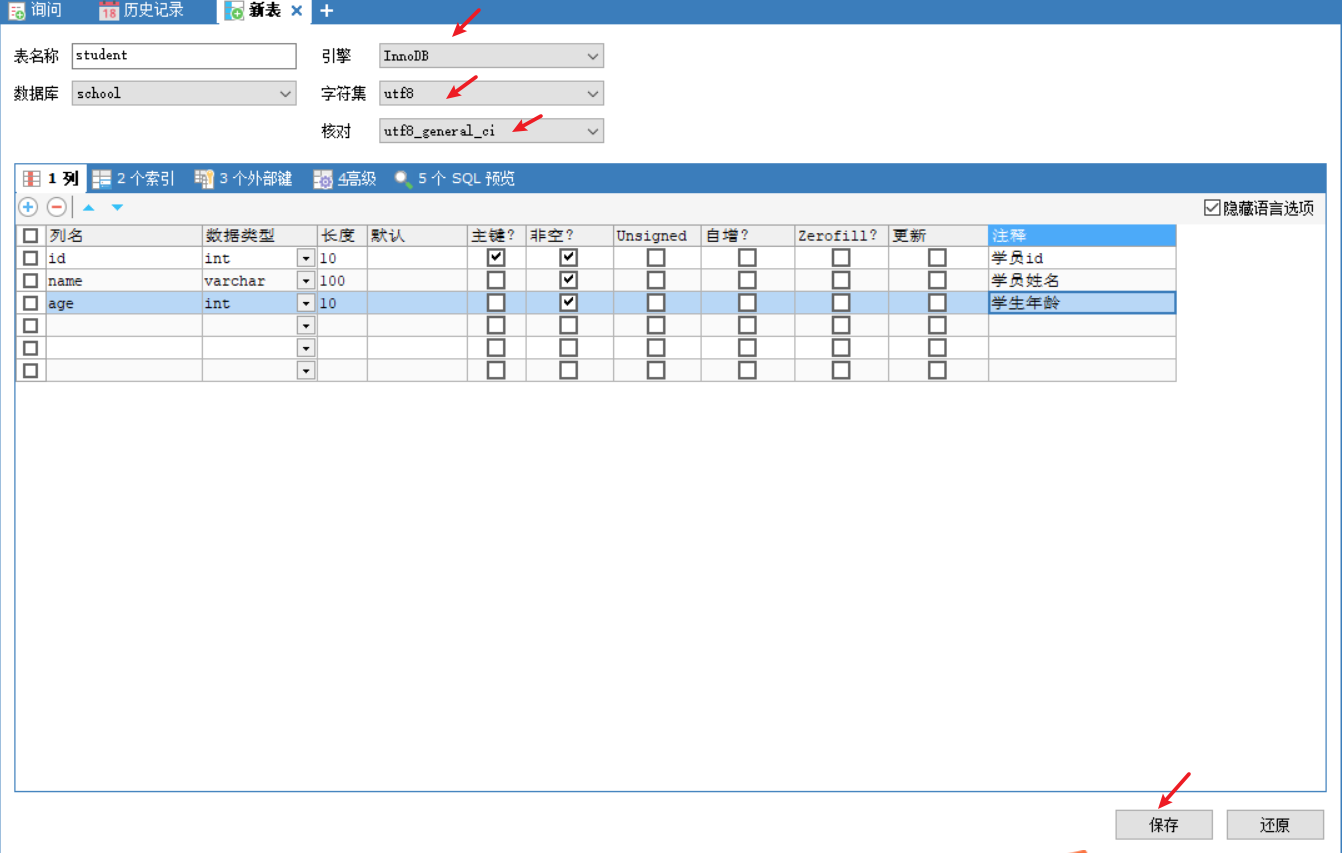 询问 18 历史记录 新表
表名称 student 引擎 InnoDB
数据库 school 字符集 utf8
核对 utf8_general_ci
1 列 2 个索引 3 个外部键 4高级 5 个 SQL 预览
隐藏语言选项
列名 数据类型 长度 默认 主键? 非空? Unsigned 自增? Zerofill? 更新 注释
id int 10 学员id
name varchar 100 学员姓名
age int 10 学生年龄
保存 还原